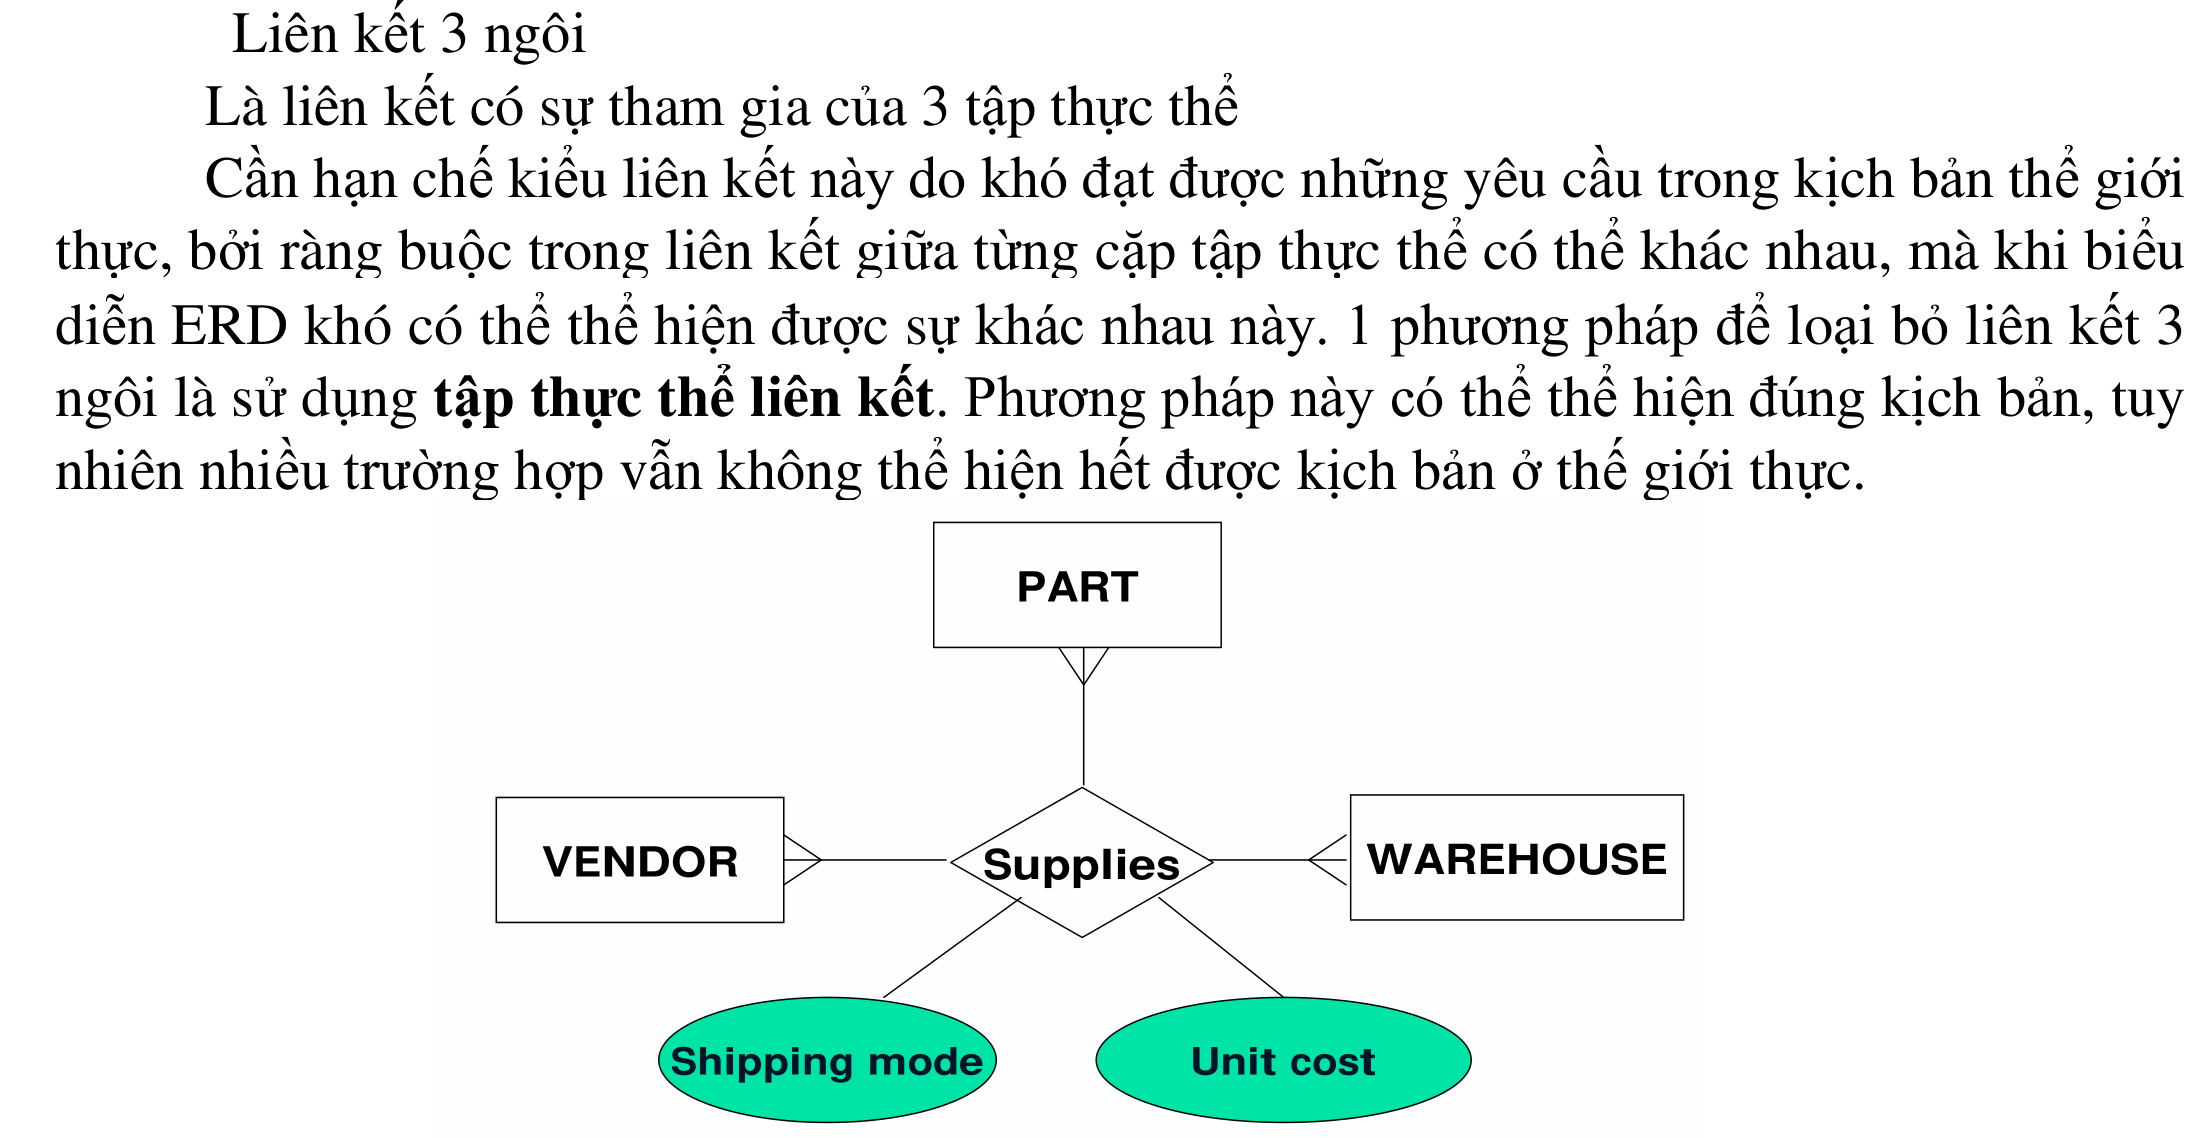 Liên kết 3 ngôi
Là liên kết có sự tham gia của 3 tập thực thể
Cần hạn chế kiểu liên kết này do khó đạt được những yêu cầu trong kịch bản thể giới
thực, bởi ràng buộc trong liên kết giữa từng cặp tập thực thể có thể khác nhau, mà khi biểu
diễn ERD khó có thể thể hiện được sự khác nhau này. 1 phương pháp để loại bỏ liên kết 3
ngôi là sử dụng tập thực thể liên kết. Phương pháp này có thể thể hiện đúng kịch bản, tuy
nhiên nhiều trường hợp vẫn không thể hiện hết được kịch bản ở thế giới thực.
PART
VENDOR
Supplies
WAREHOUSE
Shipping mode
Unit cost